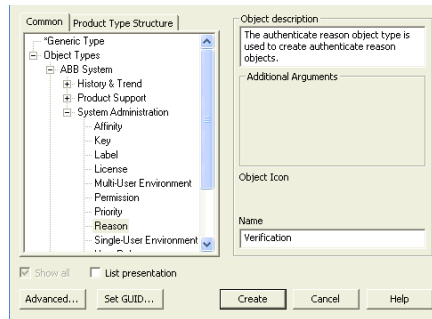 Common
Product Type Structure
*Generic Type
Object Types
ABB System
History & Trend
Product Support
System Administration
Affinity
Key
Label
License
Multi-User Environment
Permission
Priority
Reason
Single-User Environment
Object description
The authenticate reason object type is
used to create authenticate reason
objects.
Additional Arguments
Object Icon
Name
Verification
Show all
List presentation
Advanced...
Set GUID...
Create
Cancel
Help